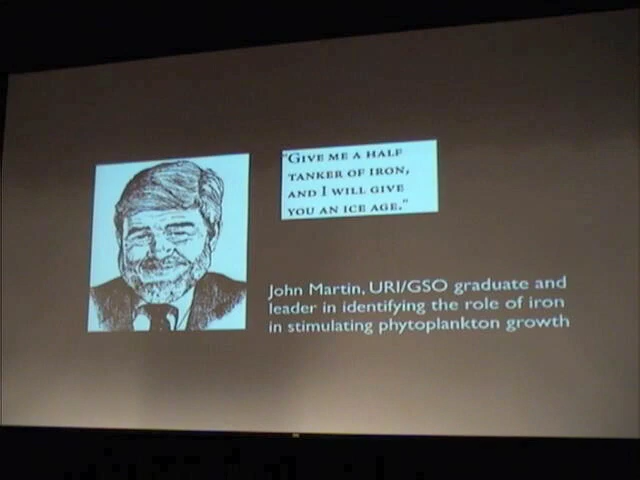 "GIVE ME A HALF
TANKER OF IRON,
AND I WILL GIVE
YOU AN ICE AGE."
John Martin, URI/GSO graduate and
leader in identifying the role of iron
in stimulating phytoplankton growth